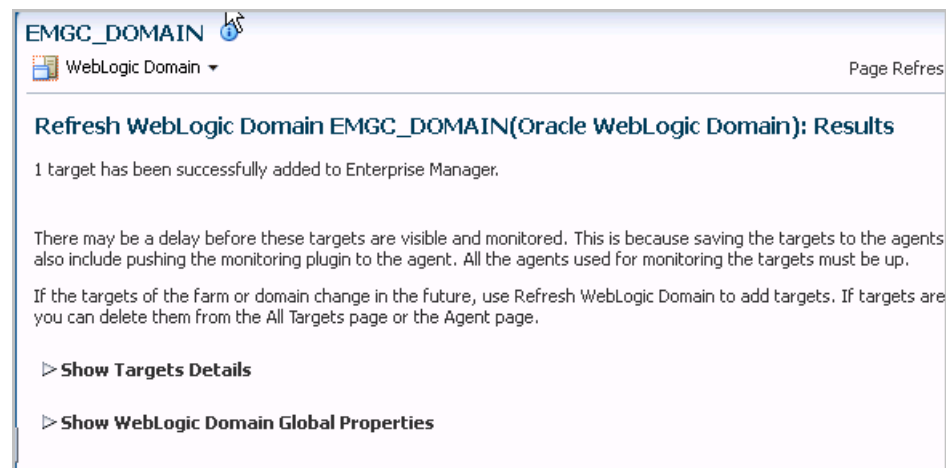 EMGC_DOMAIN
WebLogic Domain
Page Refres
Refresh WebLogic Domain EMGC_DOMAIN(Oracle WebLogic Domain): Results
1 target has been successfully added to Enterprise Manager.
There may be a delay before these targets are visible and monitored. This is because saving the targets to the agents
also include pushing the monitoring plugin to the agent. All the agents used for monitoring the targets must be up.
If the targets of the farm or domain change in the future, use Refresh WebLogic Domain to add targets. If targets are
you can delete them from the All Targets page or the Agent page.
Show Targets Details
Show WebLogic Domain Global Properties